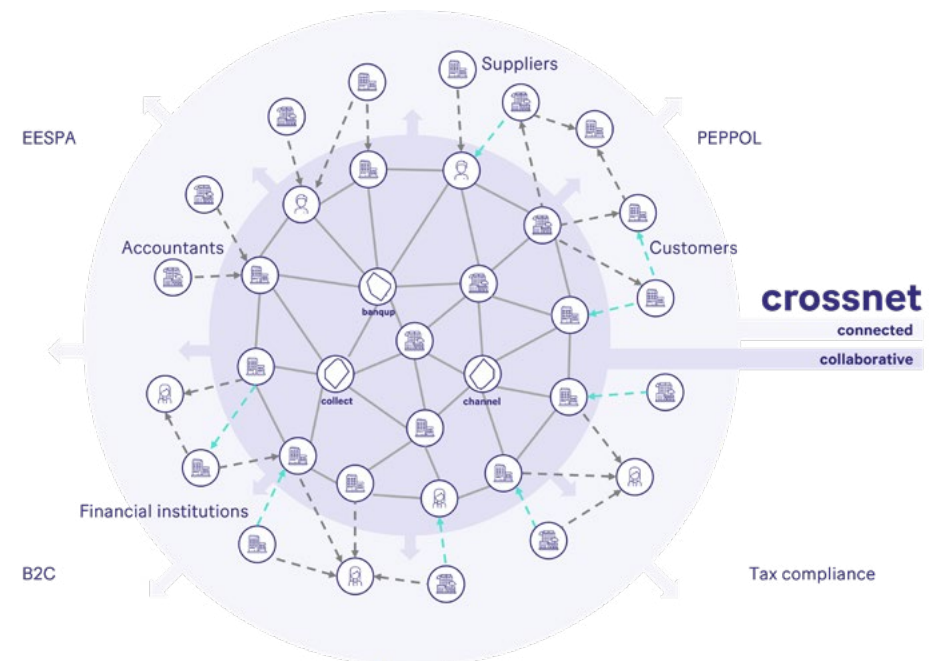 Suppliers
EESPA
PEPPOL
Accountants
Customers
banqup
crossnet
connected
collaborative
collect
channel
Financial institutions
B2C
Tax compliance